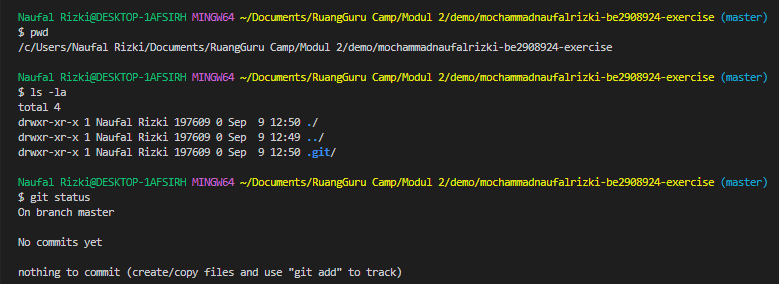 Naufal Rizki@DESKTOP-1AFSIRH MINGW64 ~/Documents/RuangGuru Camp/Modul 2/demo/mochammadnaufalrizki-be2908924-exercise (master)
$ pwd
/c/Users/Naufal Rizki/Documents/RuangGuru Camp/Modul 2/demo/mochammadnaufalrizki-be2908924-exercise
Naufal Rizki@DESKTOP-1AFSIRH MINGW64 ~/Documents/RuangGuru Camp/Modul 2/demo/mochammadnaufalrizki-be2908924-exercise (master)
$ ls -la
total 4
drwxr-xr-x 1 Naufal Rizki 197609 0 Sep  9 12:50 ./
drwxr-xr-x 1 Naufal Rizki 197609 0 Sep  9 12:49 ../
drwxr-xr-x 1 Naufal Rizki 197609 0 Sep  9 12:50 .git/
Naufal Rizki@DESKTOP-1AFSIRH MINGW64 ~/Documents/RuangGuru Camp/Modul 2/demo/mochammadnaufalrizki-be2908924-exercise (master)
$ git status
On branch master
No commits yet
nothing to commit (create/copy files and use "git add" to track)